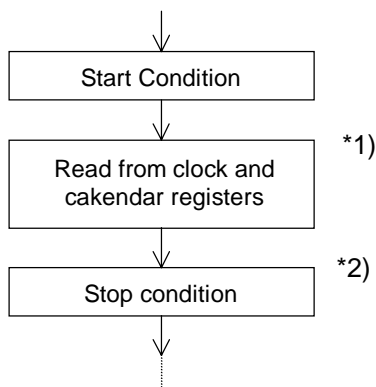 Start Condition
*1)
Read from clock and
cakendar registers
*2)
Stop condition